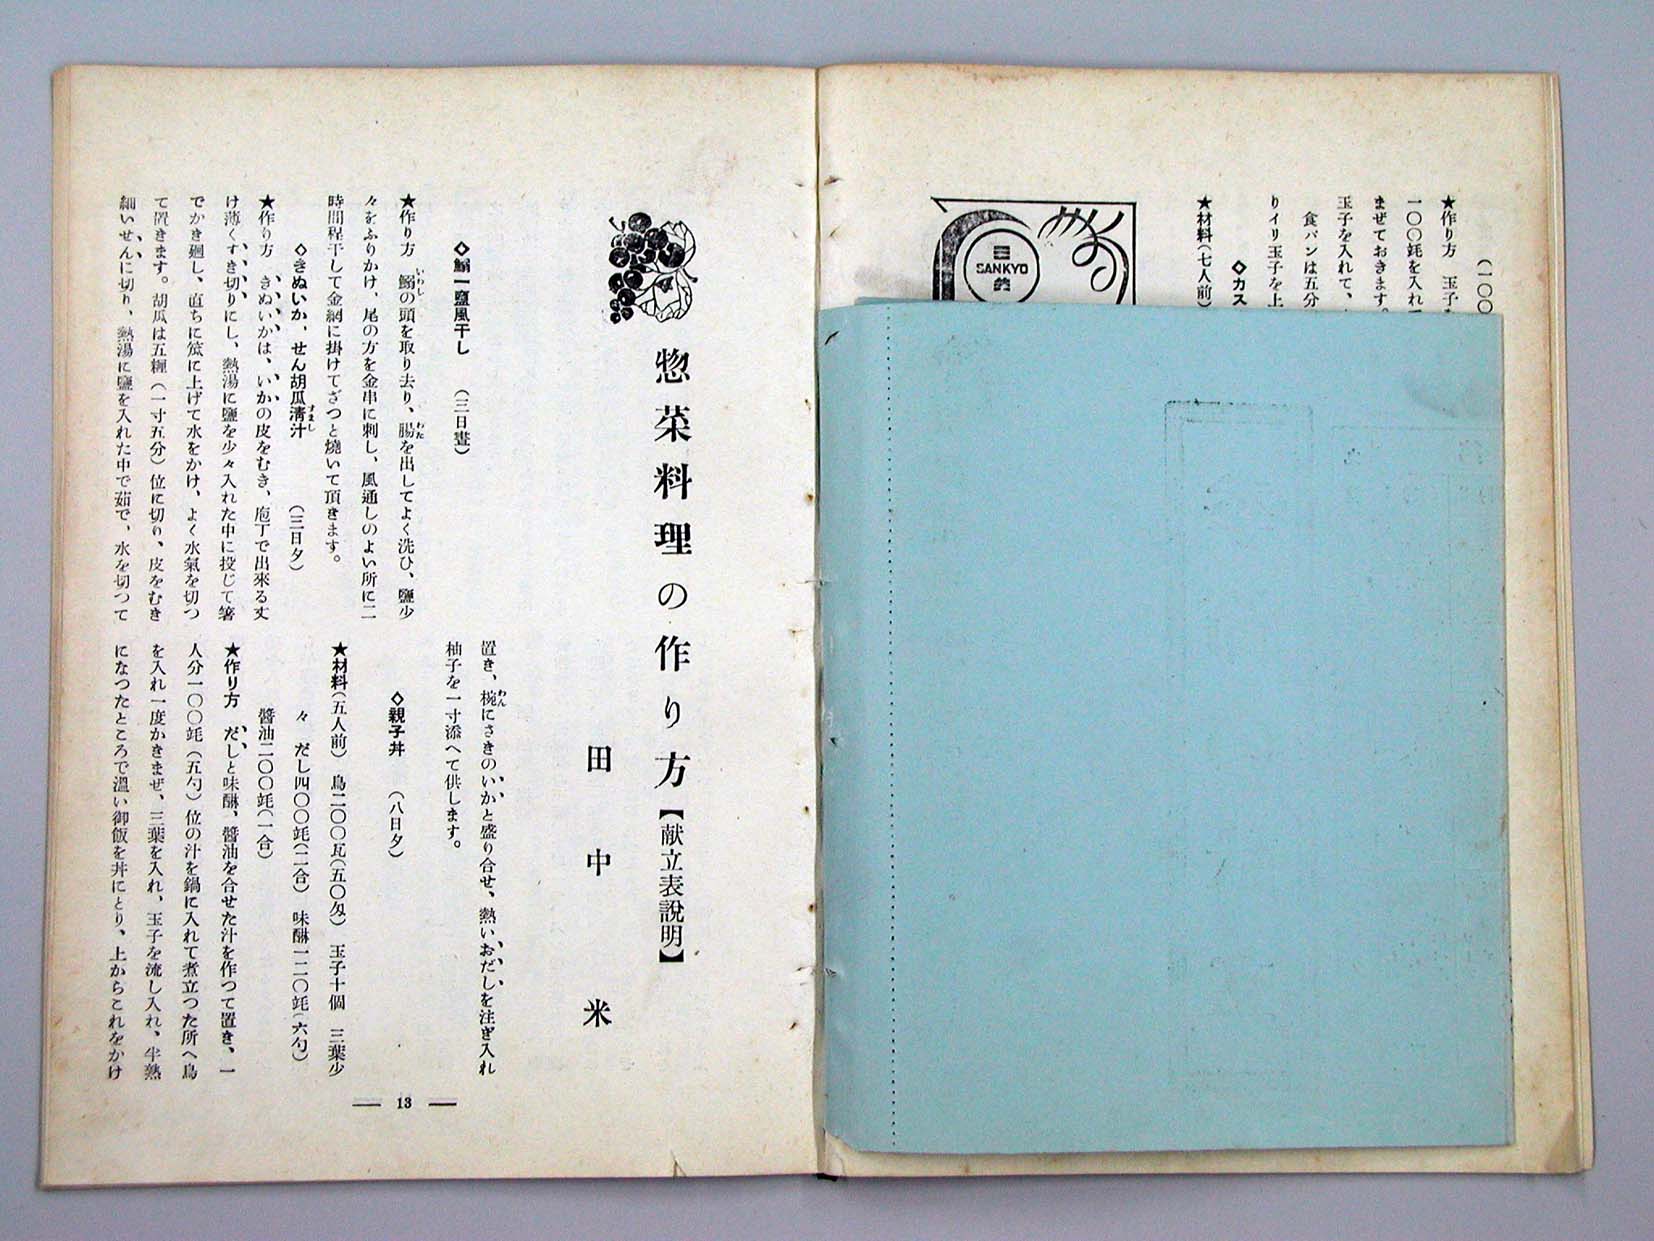 (一〇〇
★作り方　玉子
一〇〇竓を入れ
まぜておきます。
玉子を入れて、
食パンは五分
りイリ玉子を上
◇カス
★材料(七人前)
三
SANKYO
共
惣菜料理の作り方【献立表説明】
田中米
◇鰯一鹽風干し　(三日晝)
★作り方　鰯の頭を取り去り、腸を出してよく洗ひ、鹽少
々をふりかけ、尾の方を金串に刺し、風通しのよい所に二
時間程干して金網に掛けてざつと燒いて頂きます。
◇きぬいか、せん胡瓜淸汁　(三日夕)
★作り方　きぬいかは、いかの皮をむき、庖丁で出來る丈
け薄くすき切りにし、熱湯に鹽を少々入れた中に投じて箸
でかき廻し、直ちに笊に上げて水をかけ、よく水氣を切つ
て置きます。胡瓜は五糎(一寸五分)位に切り、皮をむき
細いせんに切り、熱湯に鹽を入れた中で茹で、水を切つて
置き、椀にさきのいかと盛り合せ、熱いおだしを注ぎ入れ
柚子を一寸添へて供します。
◇親子丼　(八日夕)
★材料(五人前)　鳥二〇〇瓦(五〇匁)　玉子十個　三葉少
々　だし四〇〇竓(二合)　味醂一二〇竓(六勺)
醬油二〇〇竓(一合)
★作り方　だしと味醂、醬油を合せた汁を作つて置き、一
人分一〇〇竓(五勺)位の汁を鍋に入れて煮立つた所へ鳥
を入れ一度かきまぜ、三葉を入れ、玉子を流し入れ、半熟
になつたところで溫い御飯を丼にとり、上からこれをかけ
— 13 —